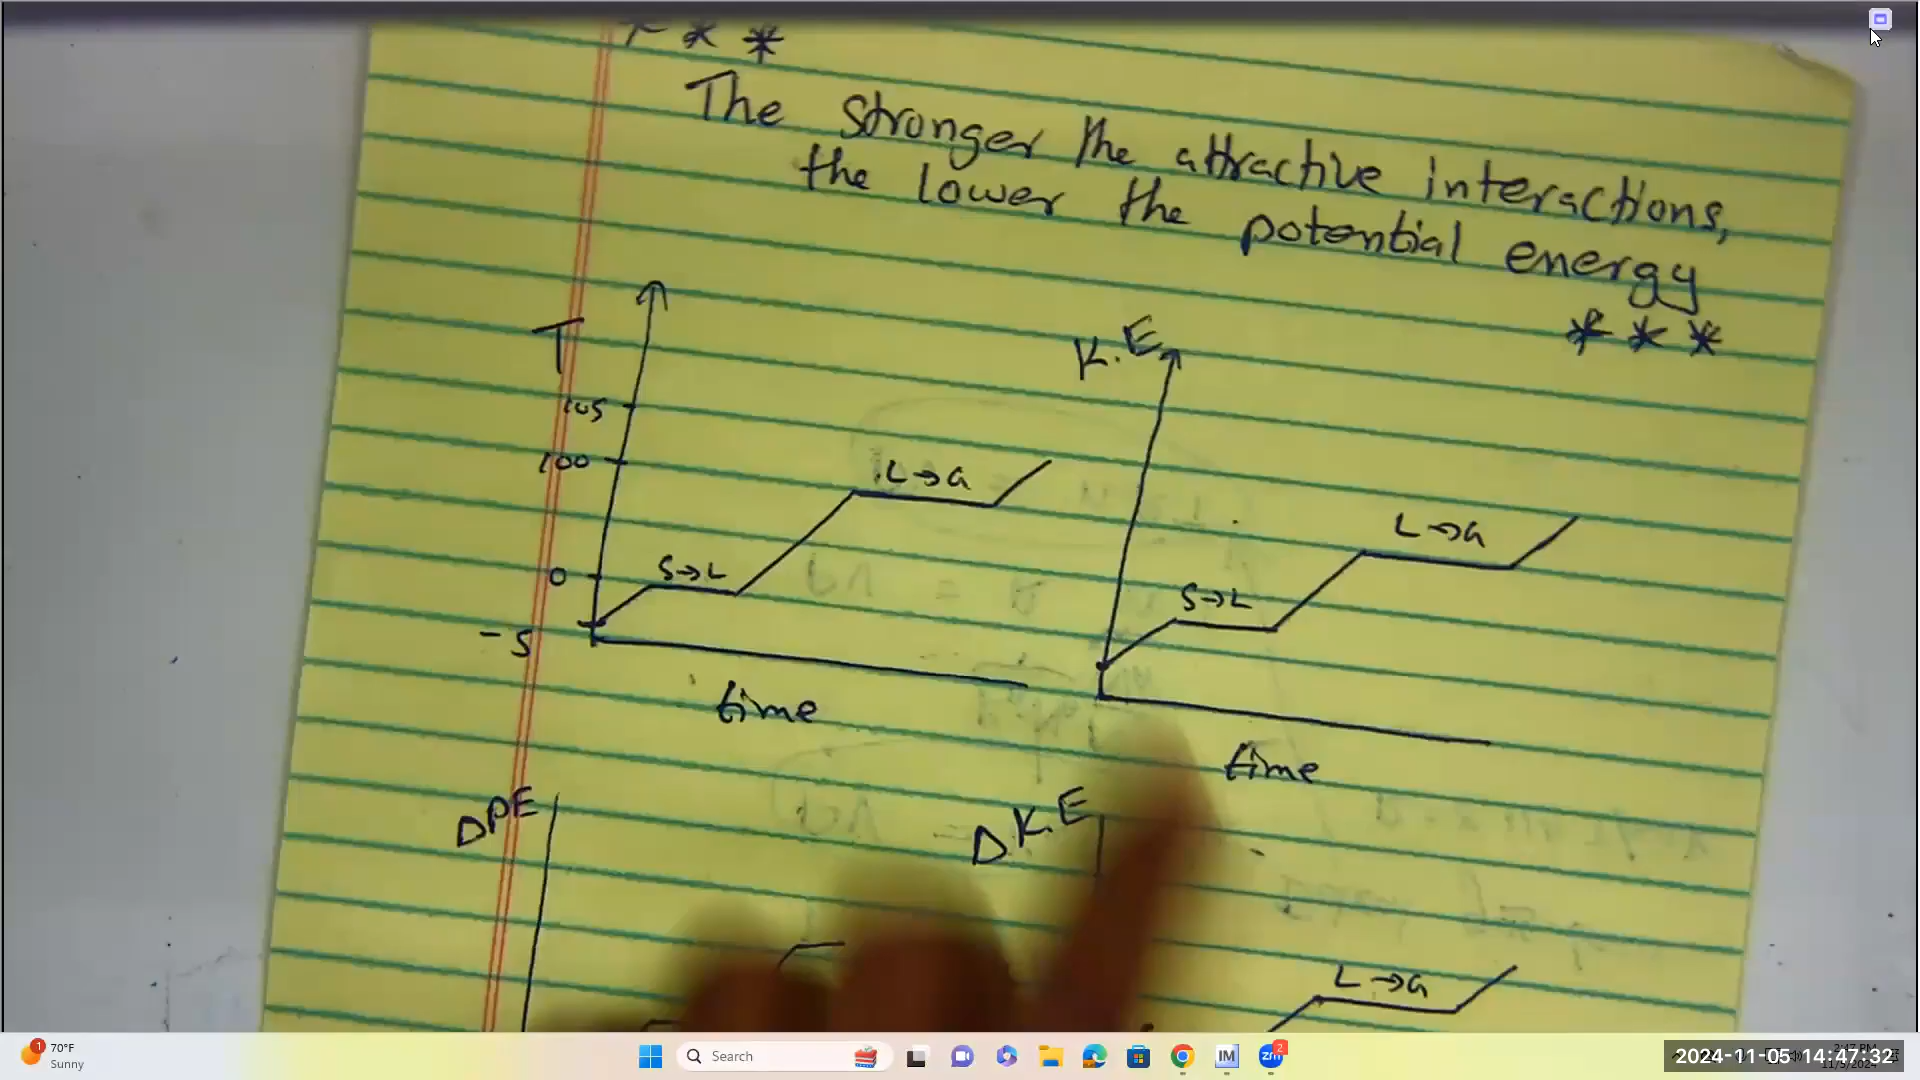 * * *
The stronger the attractive interactions,
the lower the potential energy
* * *
T
105
100
0
-5
S→L
L→G
time
K.E
S→L
L→G
time
ΔPE
ΔK.E
L→G
70°F
Sunny
Search
2024-11-05 14:47:32